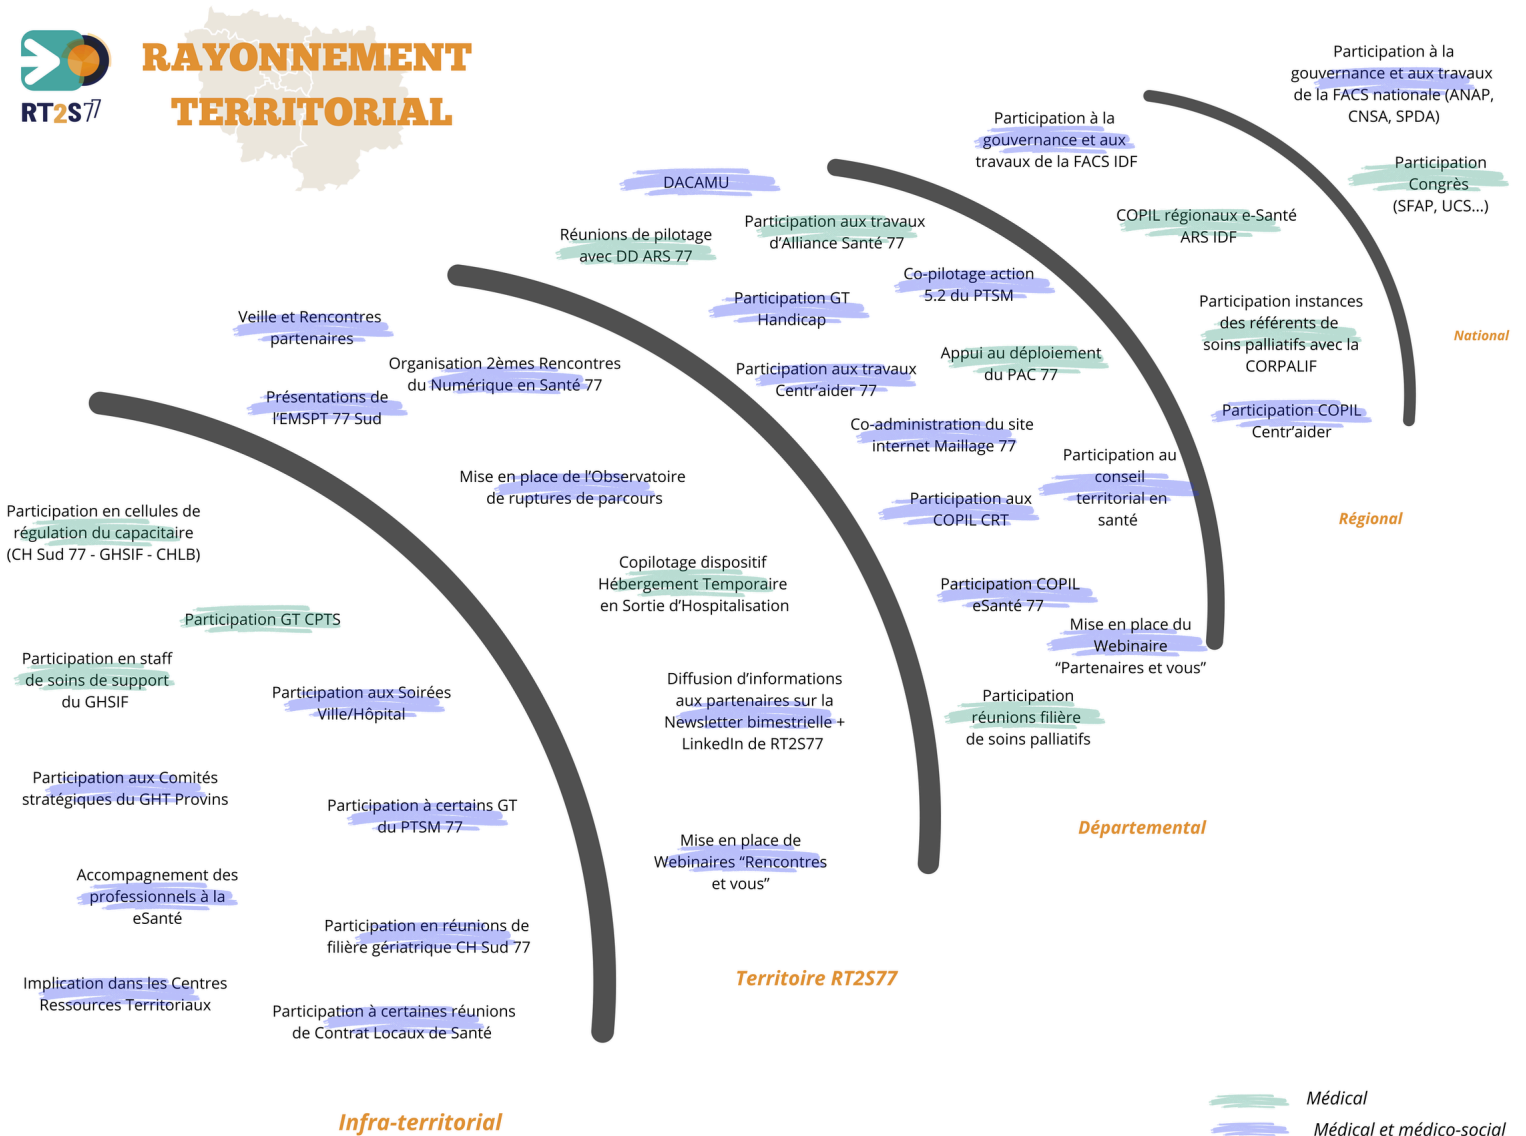 RT2S77
RAYONNEMENT
TERRITORIAL
Participation à la
gouvernance et aux travaux
de la FACS nationale (ANAP,
CNSA, SPDA)
Participation
Congrès
(SFAP, UCS...)
National
Participation à la
gouvernance et aux
travaux de la FACS IDF
COPIL régionaux e-Santé
ARS IDF
Participation instances
des référents de
soins palliatifs avec la
CORPALIF
Participation COPIL
Centr’aider
Régional
DACAMU
Réunions de pilotage
avec DD ARS 77
Participation aux travaux
d’Alliance Santé 77
Co-pilotage action
5.2 du PTSM
Participation GT
Handicap
Appui au déploiement
du PAC 77
Participation aux travaux
Centr’aider 77
Co-administration du site
internet Maillage 77
Participation au
conseil
territorial en
santé
Participation aux
COPIL CRT
Participation COPIL
eSanté 77
Mise en place du
Webinaire
“Partenaires et vous”
Participation
réunions filière
de soins palliatifs
Départemental
Veille et Rencontres
partenaires
Organisation 2èmes Rencontres
du Numérique en Santé 77
Présentations de
l’EMSPT 77 Sud
Mise en place de l’Observatoire
de ruptures de parcours
Copilotage dispositif
Hébergement Temporaire
en Sortie d’Hospitalisation
Diffusion d’informations
aux partenaires sur la
Newsletter bimestrielle +
LinkedIn de RT2S77
Mise en place de
Webinaires “Rencontres
et vous”
Territoire RT2S77
Participation en cellules de
régulation du capacitaire
(CH Sud 77 - GHSIF - CHLB)
Participation GT CPTS
Participation en staff
de soins de support
du GHSIF
Participation aux Soirées
Ville/Hôpital
Participation aux Comités
stratégiques du GHT Provins
Participation à certains GT
du PTSM 77
Accompagnement des
professionnels à la
eSanté
Participation en réunions de
filière gériatrique CH Sud 77
Implication dans les Centres
Ressources Territoriaux
Participation à certaines réunions
de Contrat Locaux de Santé
Infra-territorial
Médical
Médical et médico-social